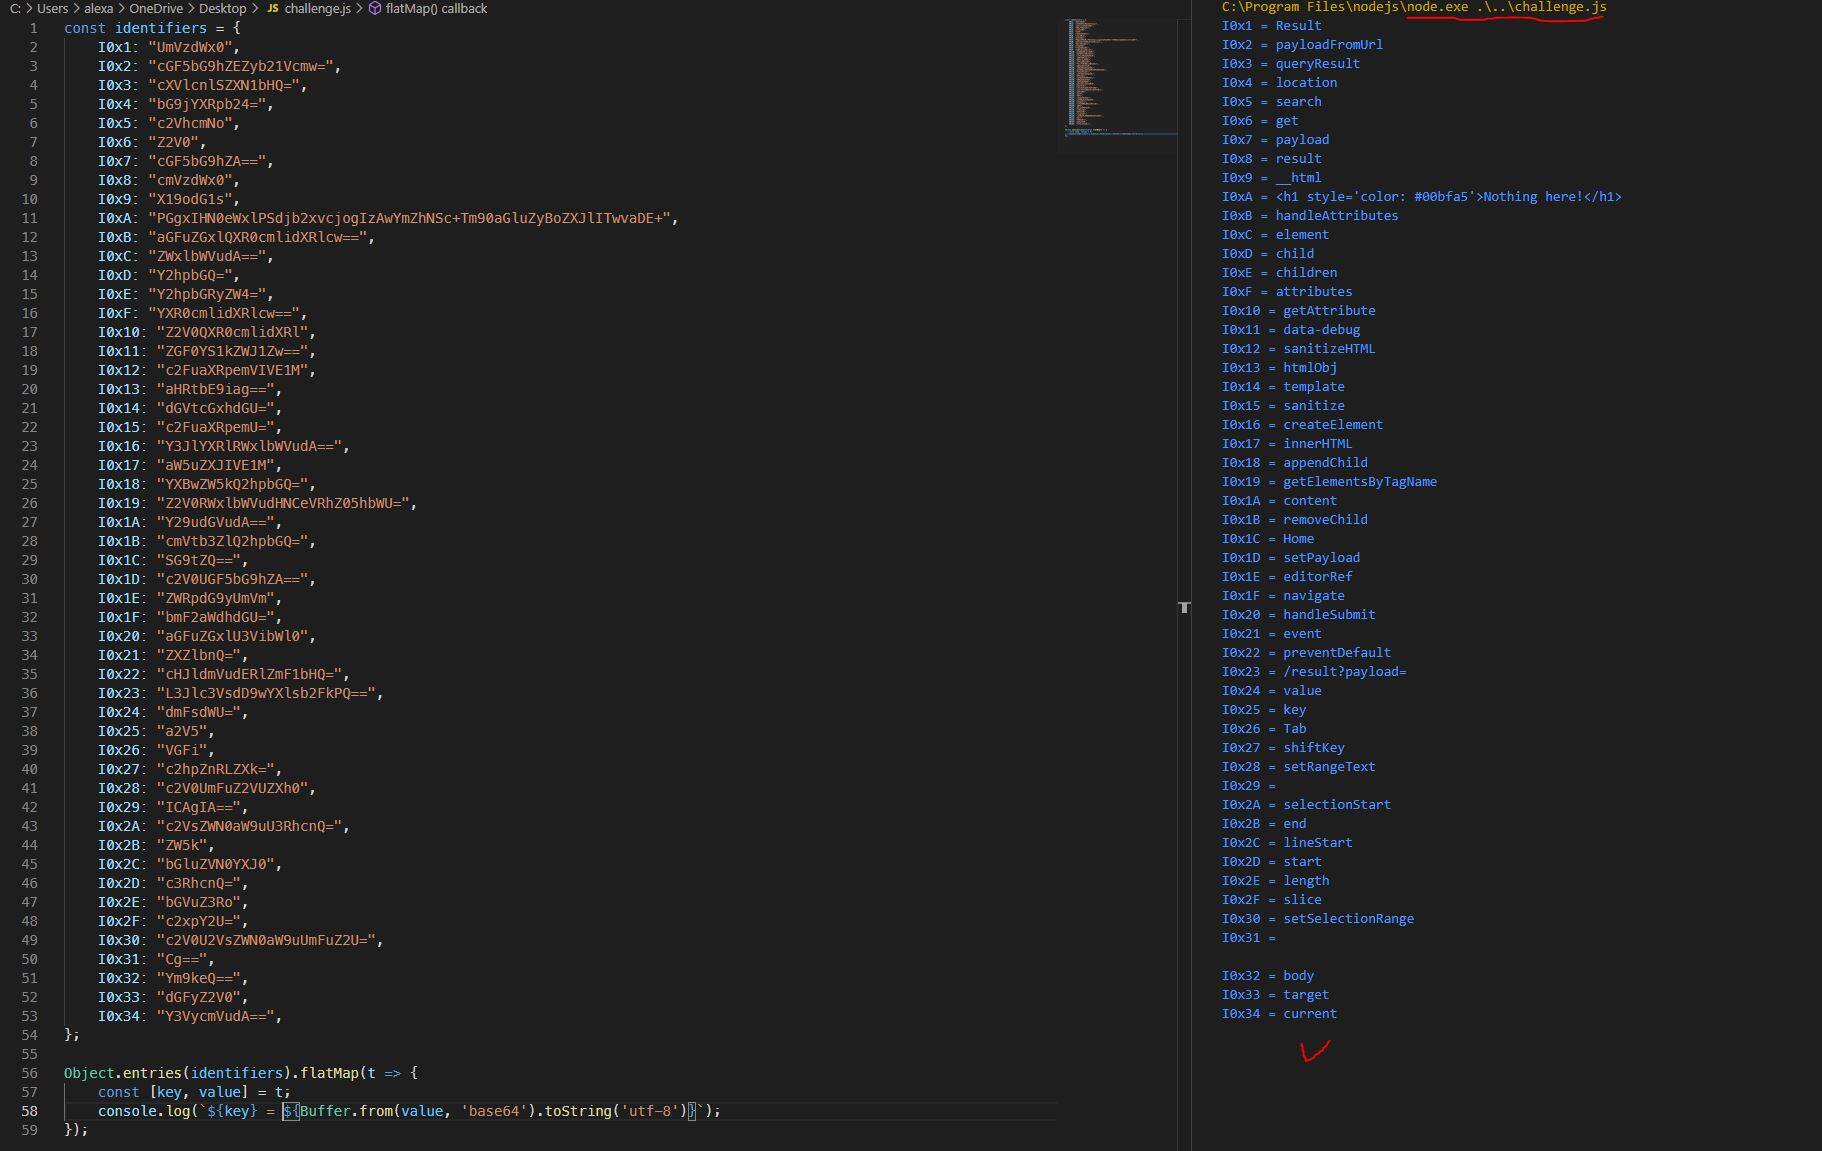 C: > Users > alexa > OneDrive > Desktop > JS challenge.js > flatMap() callback
1 const identifiers = {
2 I0x1: "UmVzdWx0",
3 I0x2: "cGF5bG9hZEZyb21Vcmw=",
4 I0x3: "cXVlcnlSZXN1bHQ=",
5 I0x4: "bG9jYXRpb24=",
6 I0x5: "c2VhcmNo",
7 I0x6: "Z2V0",
8 I0x7: "cGF5bG9hZA==",
9 I0x8: "cmVzdWx0",
10 I0x9: "X19odG1s",
11 I0xA: "PGgxIHN0eWxlPSdjb2xvcjogIzAwYmZhNSc+Tm90aGluZyBoZXJlITwvaDE+",
12 I0xB: "aGFuZGxlQXR0cmlidXRlcw==",
13 I0xC: "ZWxlbWVudA==",
14 I0xD: "Y2hpbGQ=",
15 I0xE: "Y2hpbGRyZW4=",
16 I0xF: "YXR0cmlidXRlcw==",
17 I0x10: "Z2V0QXR0cmlidXRl",
18 I0x11: "ZGF0YS1kZWJ1Zw==",
19 I0x12: "c2FuaXRpemVIVE1M",
20 I0x13: "aHRtbE9iag==",
21 I0x14: "dGVtcGxhdGU=",
22 I0x15: "c2FuaXRpemU=",
23 I0x16: "Y3JlYXRlRWxlbWVudA==",
24 I0x17: "aW5uZXJIVE1M",
25 I0x18: "YXBwZW5kQ2hpbGQ=",
26 I0x19: "Z2V0RWxlbWVudHNCeVRhZ05hbWU=",
27 I0x1A: "Y29udGVudA==",
28 I0x1B: "cmVtb3ZlQ2hpbGQ=",
29 I0x1C: "SG9tZQ==",
30 I0x1D: "c2V0UGF5bG9hZA==",
31 I0x1E: "ZWRpdG9yUmVm",
32 I0x1F: "bmF2aWdhdGU=",
33 I0x20: "aGFuZGxlU3VibWl0",
34 I0x21: "ZXZlbnQ=",
35 I0x22: "cHJldmVudERlZmF1bHQ=",
36 I0x23: "L3Jlc3VsdD9wYXlsb2FkPQ==",
37 I0x24: "dmFsdWU=",
38 I0x25: "a2V5",
39 I0x26: "VGFi",
40 I0x27: "c2hpZnRLZXk=",
41 I0x28: "c2V0UmFuZ2VUZXh0",
42 I0x29: "ICAgIA==",
43 I0x2A: "c2VsZWN0aW9uU3RhcnQ=",
44 I0x2B: "ZW5k",
45 I0x2C: "bGluZVN0YXJ0",
46 I0x2D: "c3RhcnQ=",
47 I0x2E: "bGVuZ3Ro",
48 I0x2F: "c2xpY2U=",
49 I0x30: "c2V0U2VsZWN0aW9uUmFuZ2U=",
50 I0x31: "Cg==",
51 I0x32: "Ym9keQ==",
52 I0x33: "dGFyZ2V0",
53 I0x34: "Y3VycmVudA==",
54 };
55
56 Object.entries(identifiers).flatMap(t => {
57 const [key, value] = t;
58 console.log(`${key} = ${Buffer.from(value, 'base64').toString('utf-8')}`);
59 });
C:\Program Files\nodejs\node.exe .\..\challenge.js
I0x1 = Result
I0x2 = payloadFromUrl
I0x3 = queryResult
I0x4 = location
I0x5 = search
I0x6 = get
I0x7 = payload
I0x8 = result
I0x9 = __html
I0xA = <h1 style='color: #00bfa5'>Nothing here!</h1>
I0xB = handleAttributes
I0xC = element
I0xD = child
I0xE = children
I0xF = attributes
I0x10 = getAttribute
I0x11 = data-debug
I0x12 = sanitizeHTML
I0x13 = htmlObj
I0x14 = template
I0x15 = sanitize
I0x16 = createElement
I0x17 = innerHTML
I0x18 = appendChild
I0x19 = getElementsByTagName
I0x1A = content
I0x1B = removeChild
I0x1C = Home
I0x1D = setPayload
I0x1E = editorRef
I0x1F = navigate
I0x20 = handleSubmit
I0x21 = event
I0x22 = preventDefault
I0x23 = /result?payload=
I0x24 = value
I0x25 = key
I0x26 = Tab
I0x27 = shiftKey
I0x28 = setRangeText
I0x29 =
I0x2A = selectionStart
I0x2B = end
I0x2C = lineStart
I0x2D = start
I0x2E = length
I0x2F = slice
I0x30 = setSelectionRange
I0x31 =
I0x32 = body
I0x33 = target
I0x34 = current